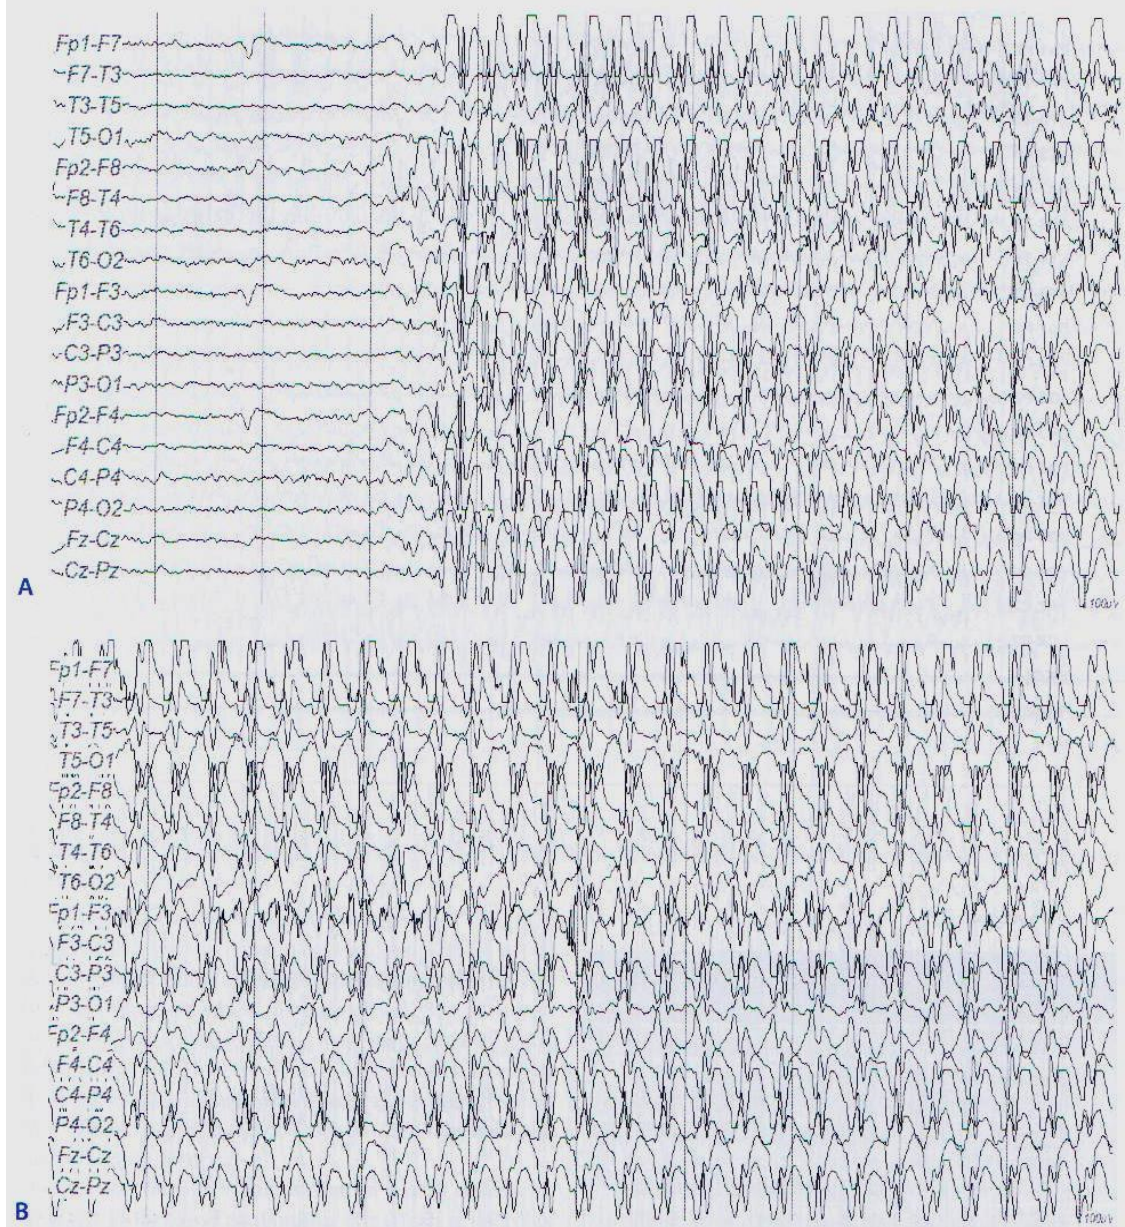 Fp1-F7
F7-T3
T3-T5
T5-O1
Fp2-F8
F8-T4
T4-T6
T6-O2
Fp1-F3
F3-C3
C3-P3
P3-O1
Fp2-F4
F4-C4
C4-P4
P4-O2
Fz-Cz
Cz-Pz
A
100uV
Fp1-F7
F7-T3
T3-T5
T5-O1
Fp2-F8
F8-T4
T4-T6
T6-O2
Fp1-F3
F3-C3
C3-P3
P3-O1
Fp2-F4
F4-C4
C4-P4
P4-O2
Fz-Cz
Cz-Pz
B
100uV